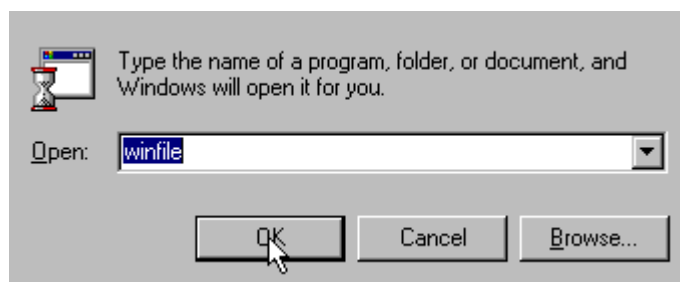 Type the name of a program, folder, or document, and
Windows will open it for you.
Open: winfile
OK Cancel Browse...